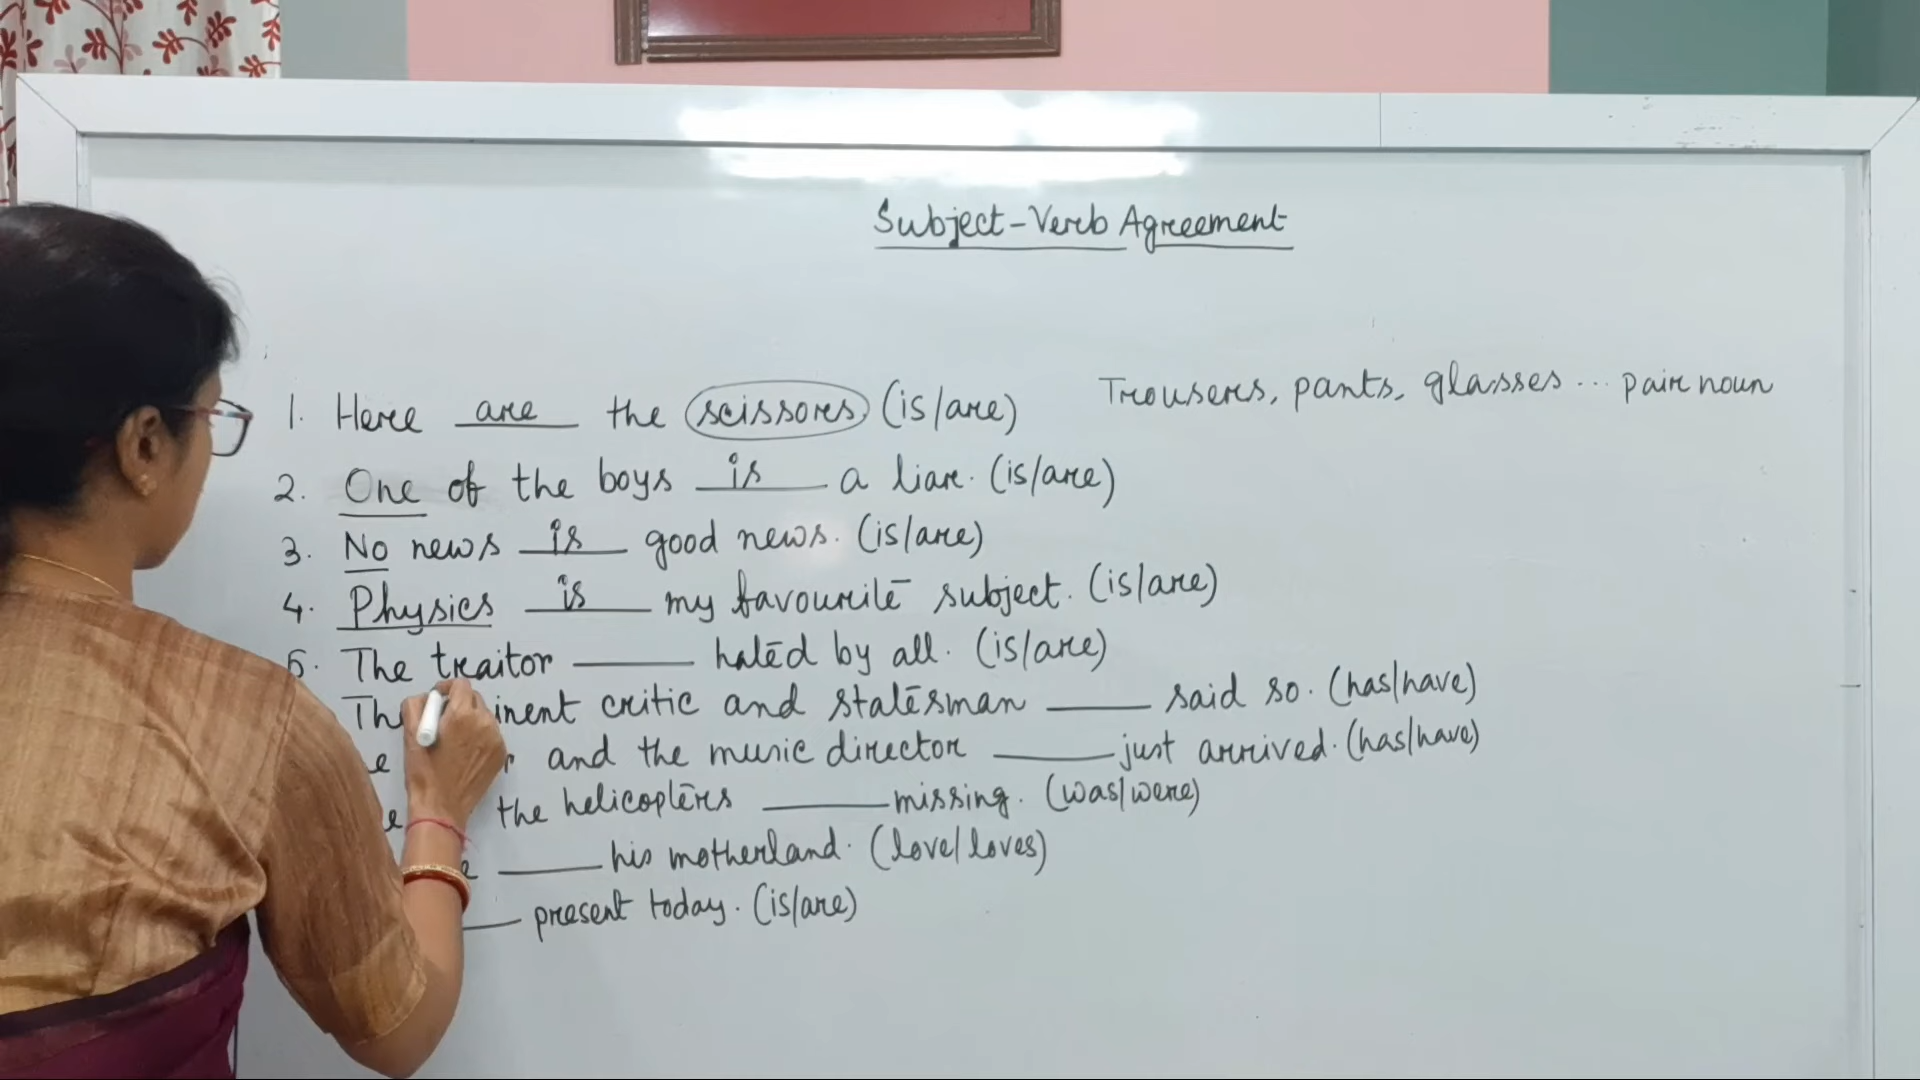 Subject-Verb Agreement
1. Here are the scissors (is/are) Trousers, pants, glasses... pair noun
2. One of the boys is a liar. (is/are)
3. No news is good news. (is/are)
4. Physics is my favourite subject. (is/are)
5. The traitor ____ hated by all. (is/are)
critic and statesman ____ said so. (has/have)
and the music director ____ just arrived. (has/have)
the helicopters ____ missing. (was/were)
____ his motherland. (love/loves)
____ present today. (is/are)